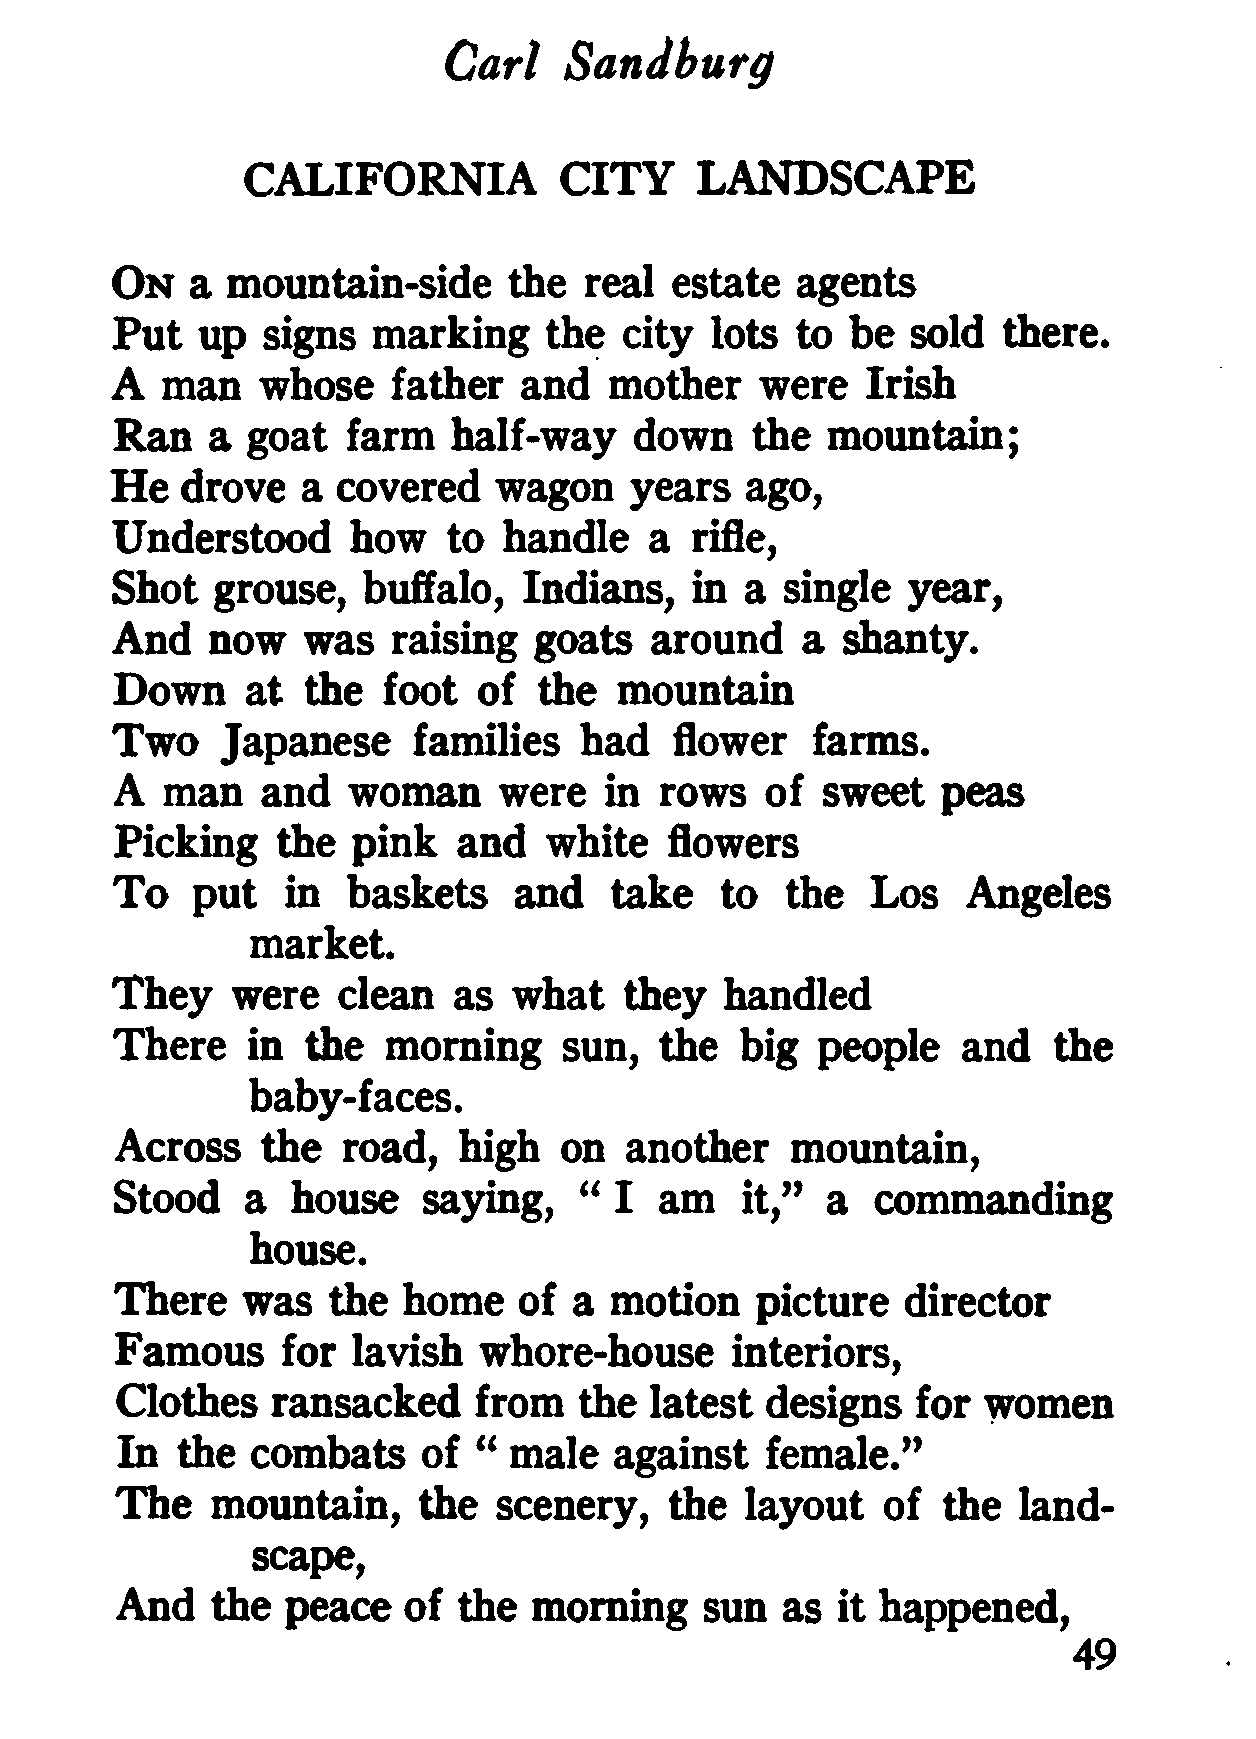 Carl Sandburg
CALIFORNIA CITY LANDSCAPE
On a mountain-side the real estate agents
Put up signs marking the city lots to be sold there.
A man whose father and mother were Irish
Ran a goat farm half-way down the mountain;
He drove a covered wagon years ago,
Understood how to handle a rifle,
Shot grouse, buffalo, Indians, in a single year,
And now was raising goats around a shanty.
Down at the foot of the mountain
Two Japanese families had flower farms.
A man and woman were in rows of sweet peas
Picking the pink and white flowers
To put in baskets and take to the Los Angeles
market.
They were clean as what they handled
There in the morning sun, the big people and the
baby-faces.
Across the road, high on another mountain,
Stood a house saying, “ I am it,” a commanding
house.
There was the home of a motion picture director
Famous for lavish whore-house interiors,
Clothes ransacked from the latest designs for women
In the combats of “ male against female.”
The mountain, the scenery, the layout of the land-
scape,
And the peace of the morning sun as it happened,
49